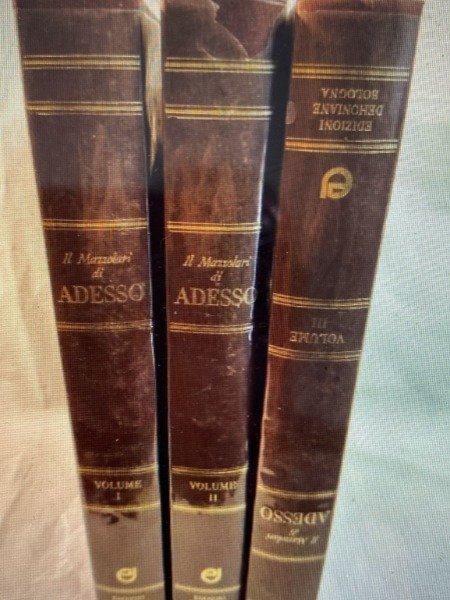 Il Mazzolari
di
ADESSO
VOLUME
I
Il Mazzolari
di
ADESSO
VOLUME
II
Il Mazzolari
di
ADESSO
VOLUME
III
EDIZIONI
DEHONIANE
BOLOGNA